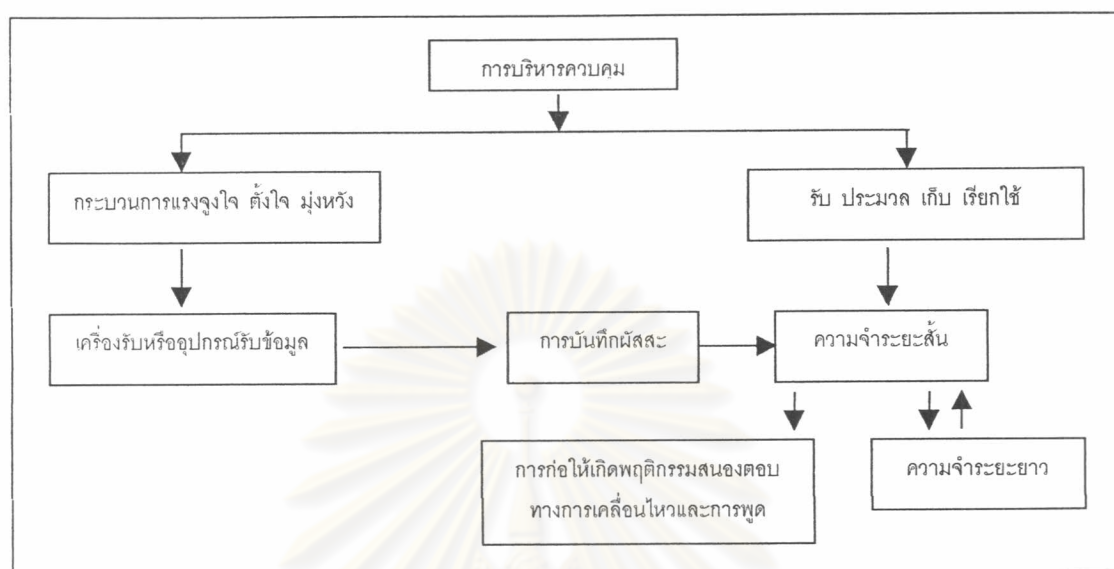 การบริหารควบคุม
กระบวนการแรงจูงใจ ตั้งใจ มุ่งหวัง
รับ ประมวล เก็บ เรียกใช้
เครื่องรับหรืออุปกรณ์รับข้อมูล
การบันทึกผัสสะ
ความจำระยะสั้น
การก่อให้เกิดพฤติกรรมสนองตอบ
ทางการเคลื่อนไหวและการพูด
ความจำระยะยาว